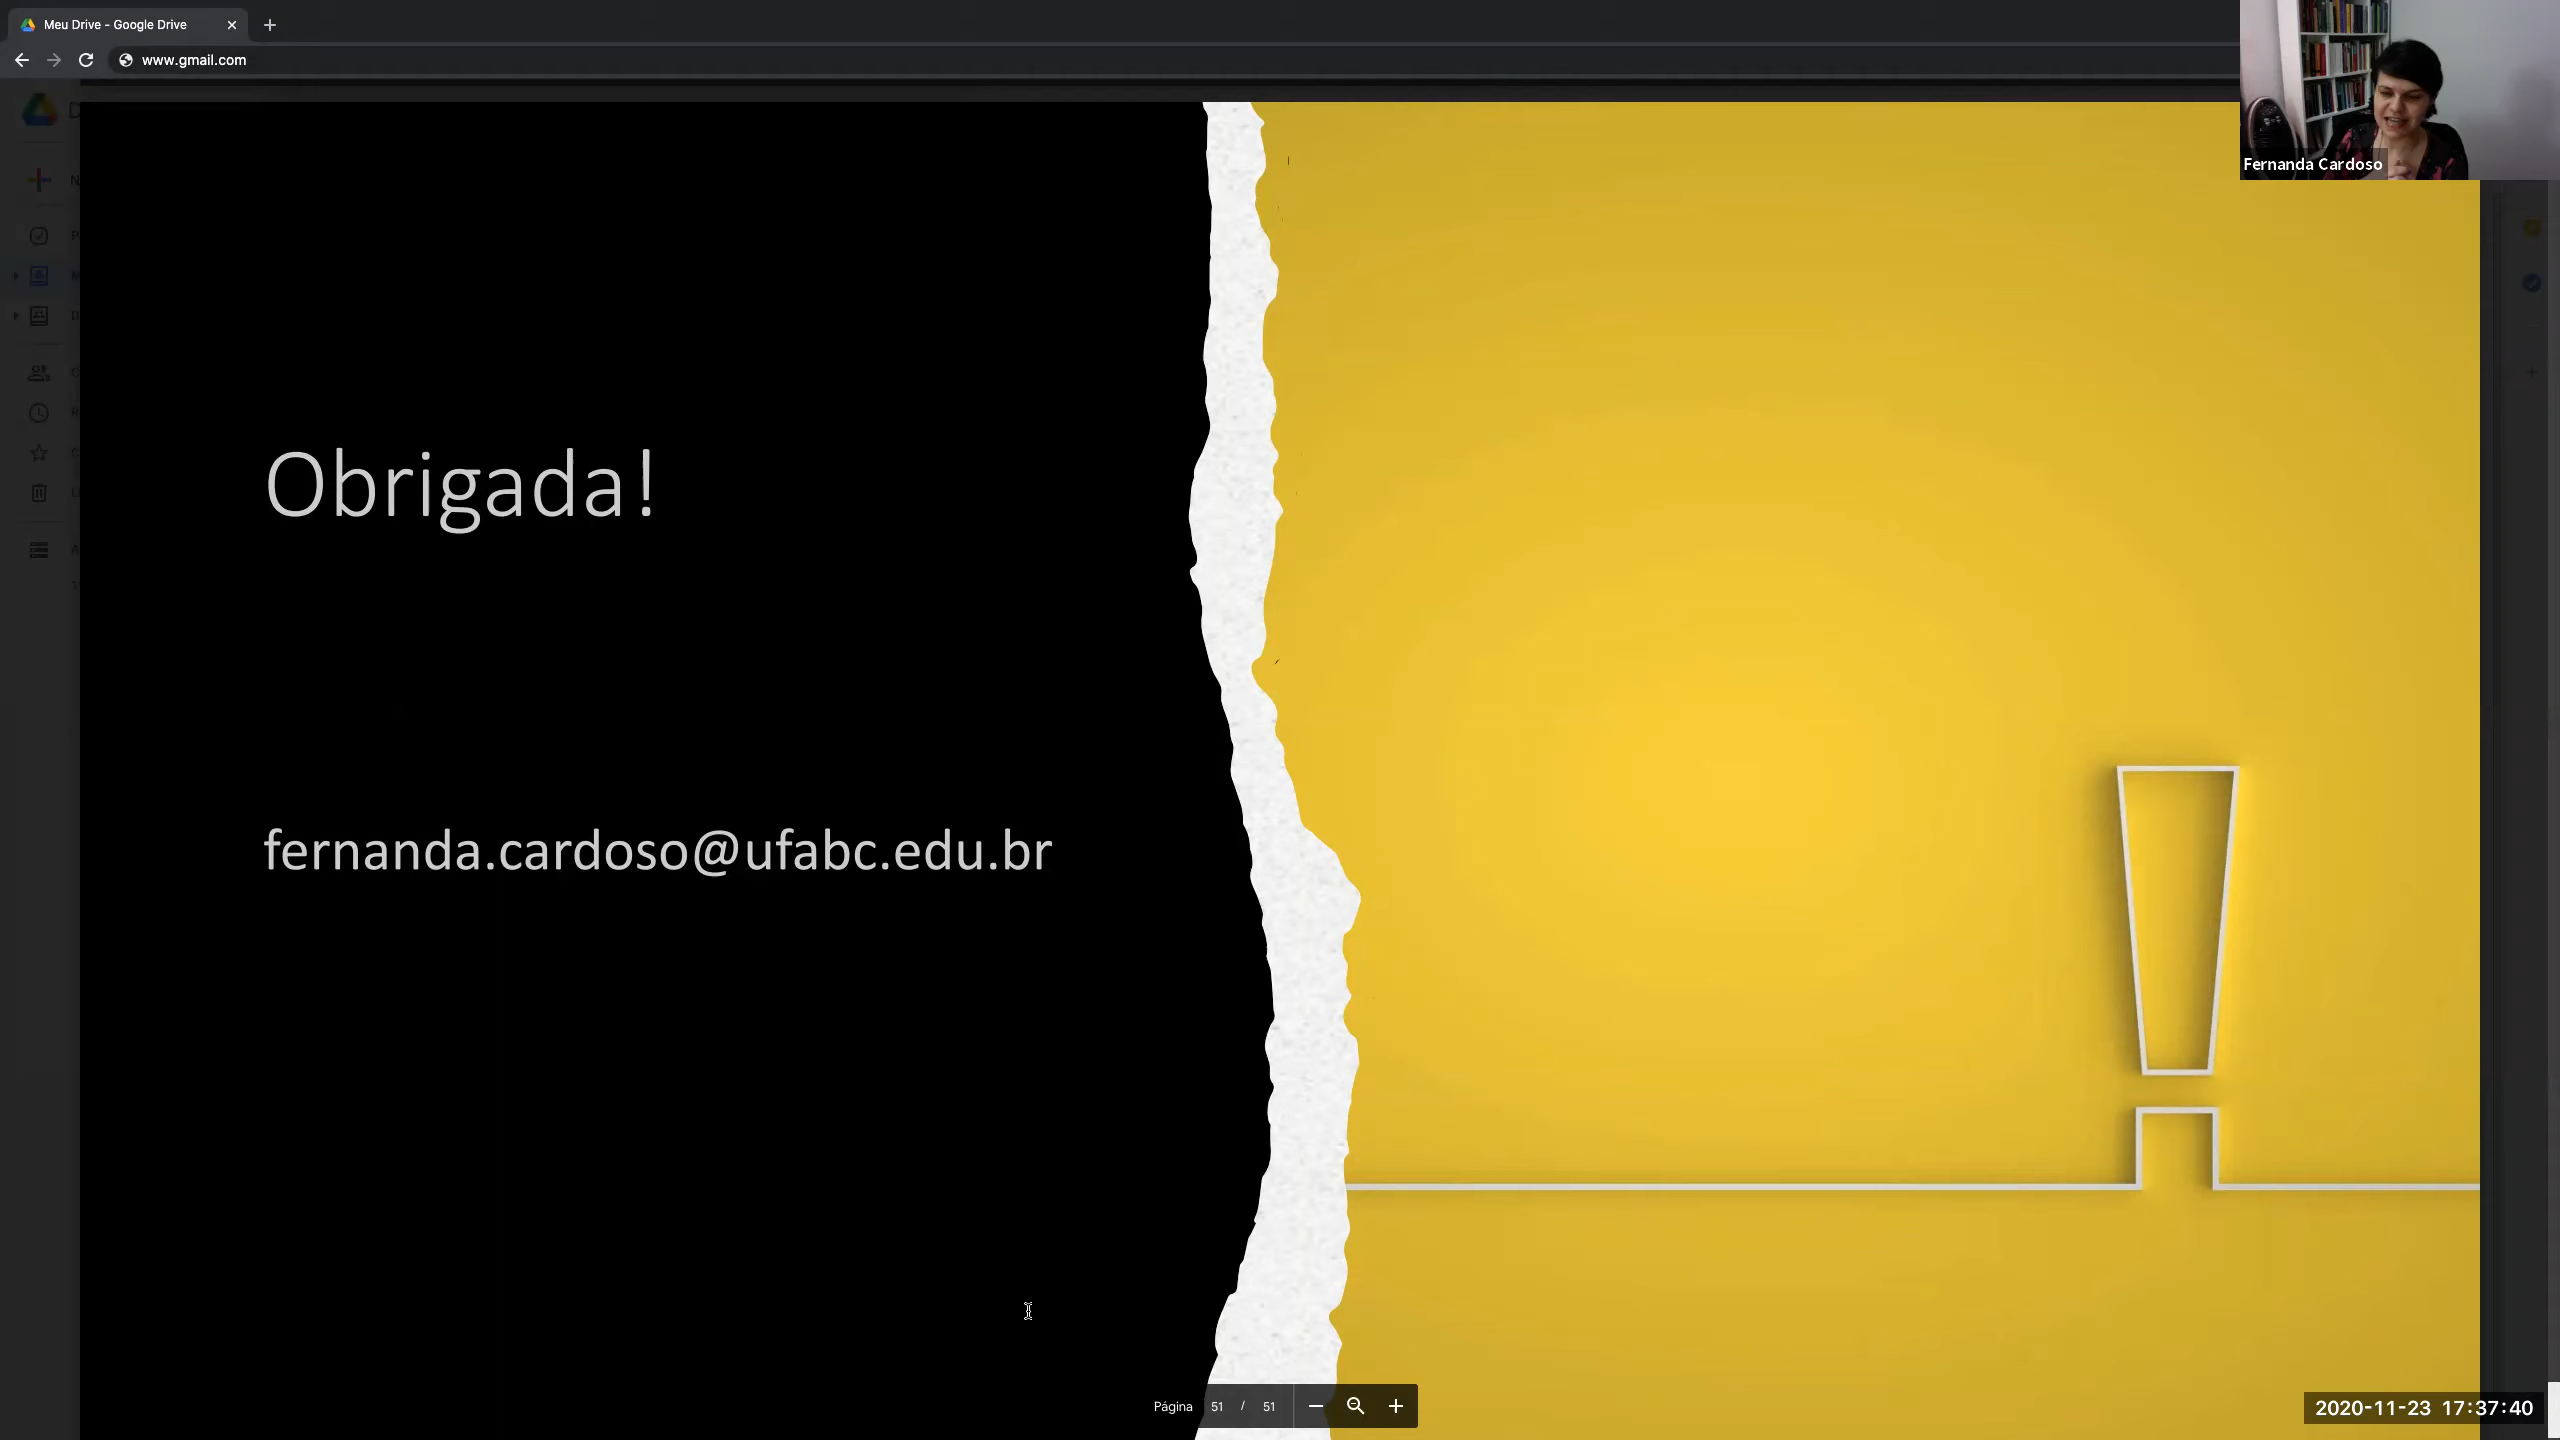 Meu Drive - Google Drive
www.gmail.com
Fernanda Cardoso
Obrigada!
fernanda.cardoso@ufabc.edu.br
Página 51 / 51
2020-11-23 17:37:40